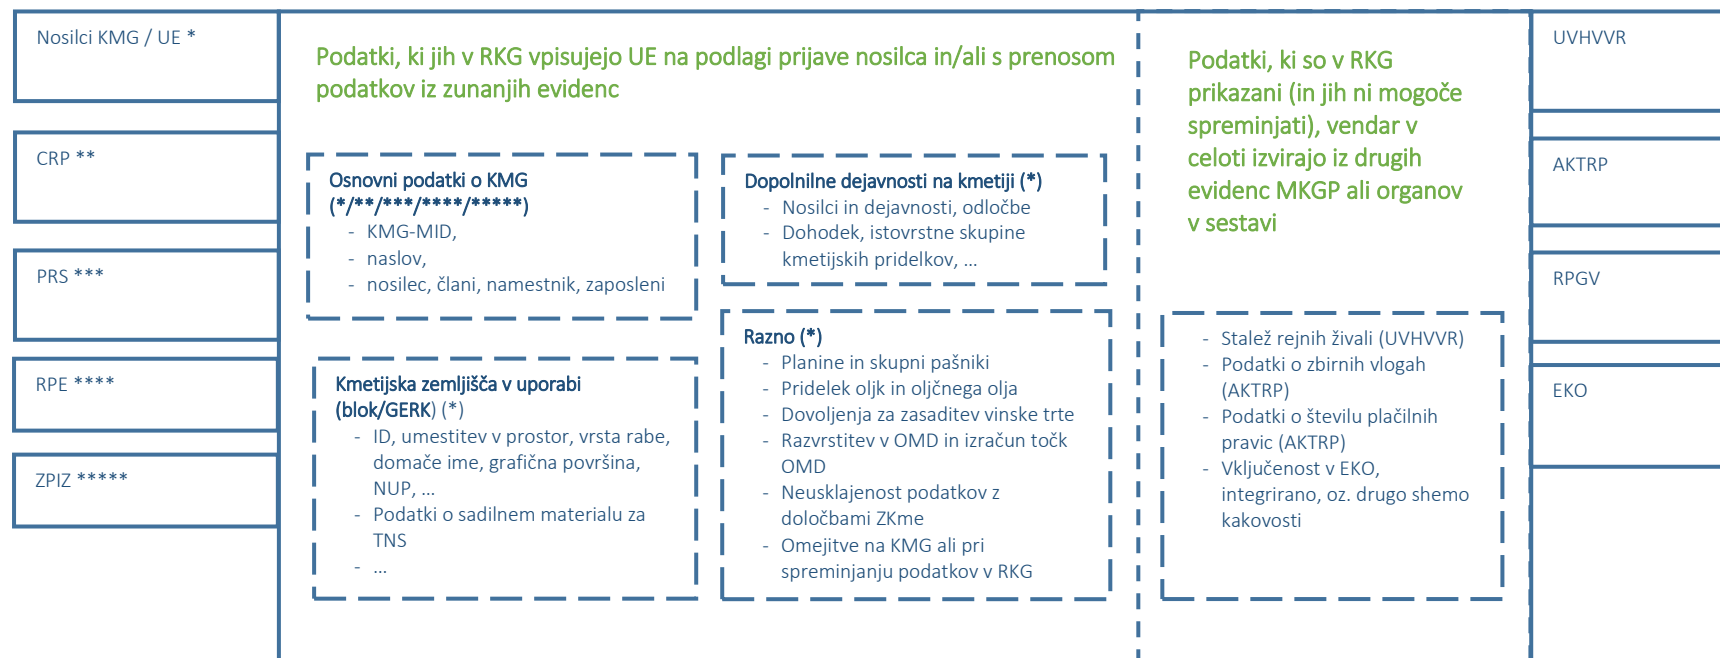 Nosilci KMG / UE *
CRP **
PRS ***
RPE ****
ZPIZ *****
Podatki, ki jih v RKG vpisujejo UE na podlagi prijave nosilca in/ali s prenosom
podatkov iz zunanjih evidenc
Osnovni podatki o KMG
(*/**/***/****/*****)
- KMG-MID,
- naslov,
- nosilec, člani, namestnik, zaposleni
Kmetijska zemljišča v uporabi
(blok/GERK) (*)
- ID, umestitev v prostor, vrsta rabe,
domače ime, grafična površina,
NUP, ...
- Podatki o sadilnem materialu za
TNS
- ...
Dopolnilne dejavnosti na kmetiji (*)
- Nosilci in dejavnosti, odločbe
- Dohodek, istovrstne skupine
kmetijskih pridelkov, ...
Razno (*)
- Planine in skupni pašniki
- Pridelek oljk in oljčnega olja
- Dovoljenja za zasaditev vinske trte
- Razvrstitev v OMD in izračun točk
OMD
- Neusklajenost podatkov z
določbami ZKme
- Omejitve na KMG ali pri
spreminjanju podatkov v RKG
Podatki, ki so v RKG
prikazani (in jih ni mogoče
spreminjati), vendar v
celoti izvirajo iz drugih
evidenc MKGP ali organov
v sestavi
- Stalež rejnih živali (UVHVVR)
- Podatki o zbirnih vlogah
(AKTRP)
- Podatki o številu plačilnih
pravic (AKTRP)
- Vključenost v EKO,
integrirano, oz. drugo shemo
kakovosti
UVHVVR
AKTRP
RPGV
EKO